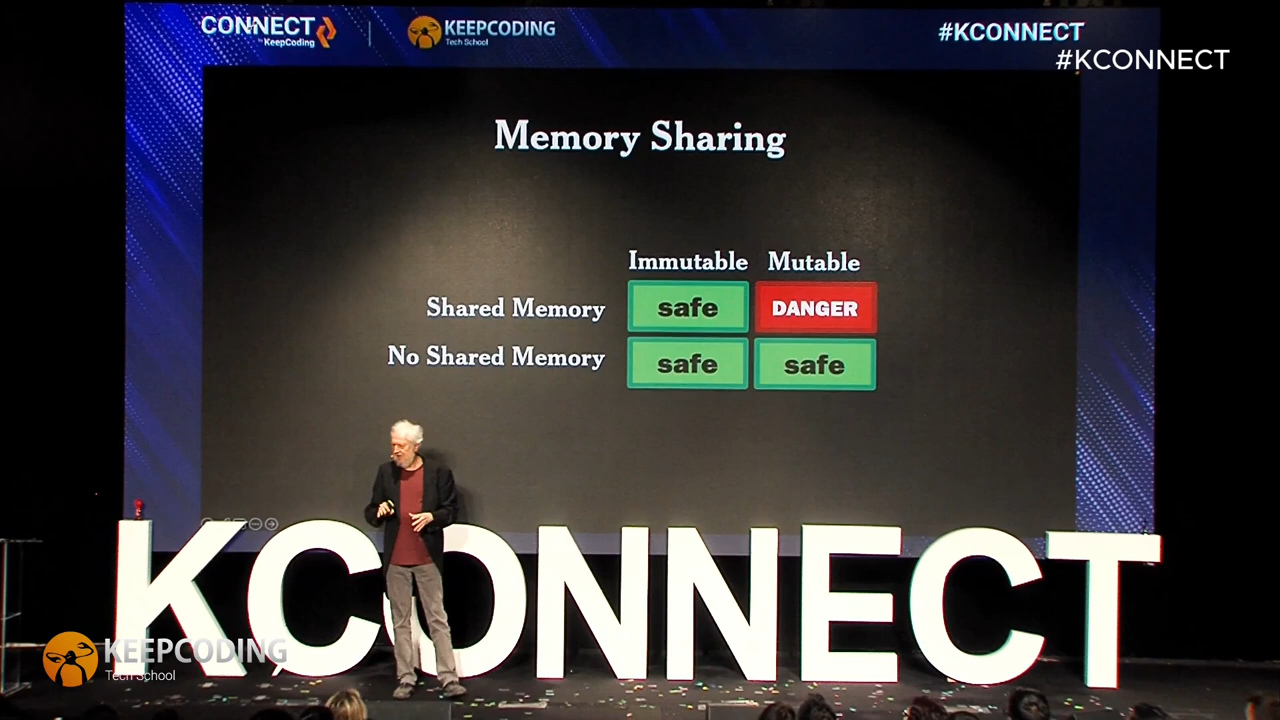 CONNECT
by KeepCoding
KEEPCODING
Tech School
#KCONNECT
#KCONNECT
Memory Sharing
Immutable Mutable
Shared Memory safe DANGER
No Shared Memory safe safe
KCONNECT
KEEPCODING
Tech School